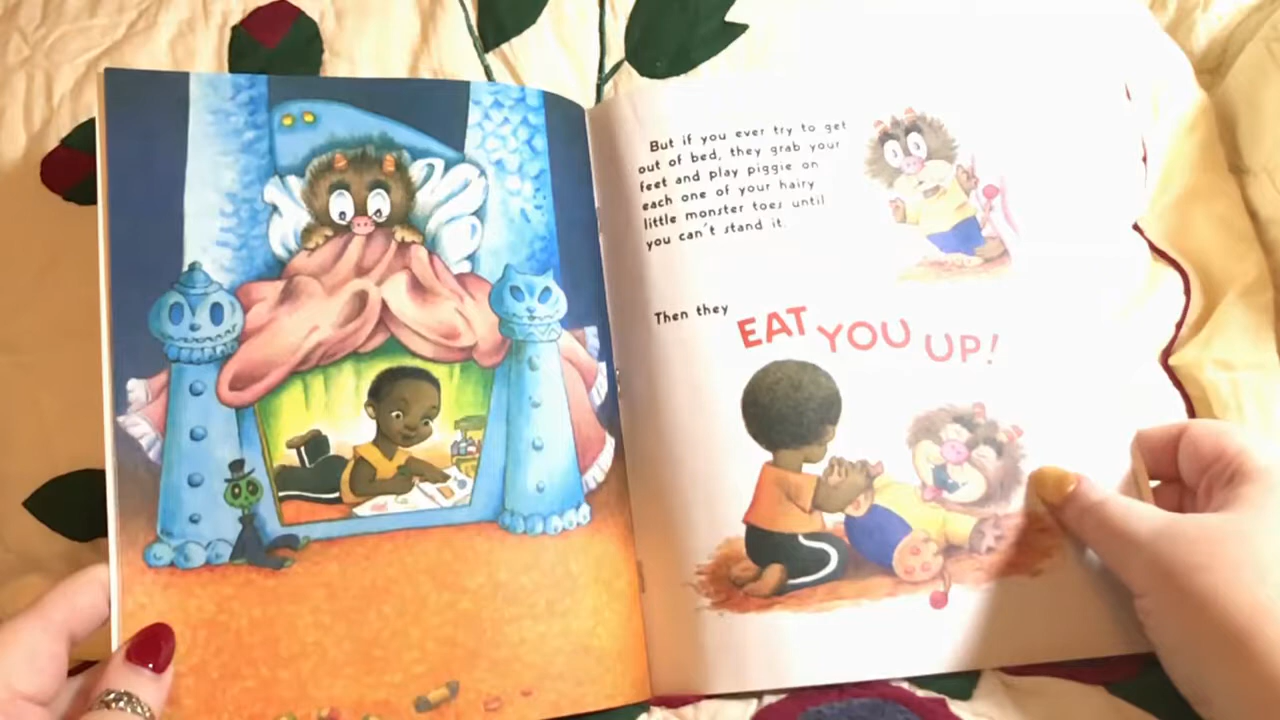 But if you ever try to get
out of bed, they grab your
feet and play piggie on
each one of your hairy
little monster toes until
you can't stand it.
Then they EAT YOU UP!